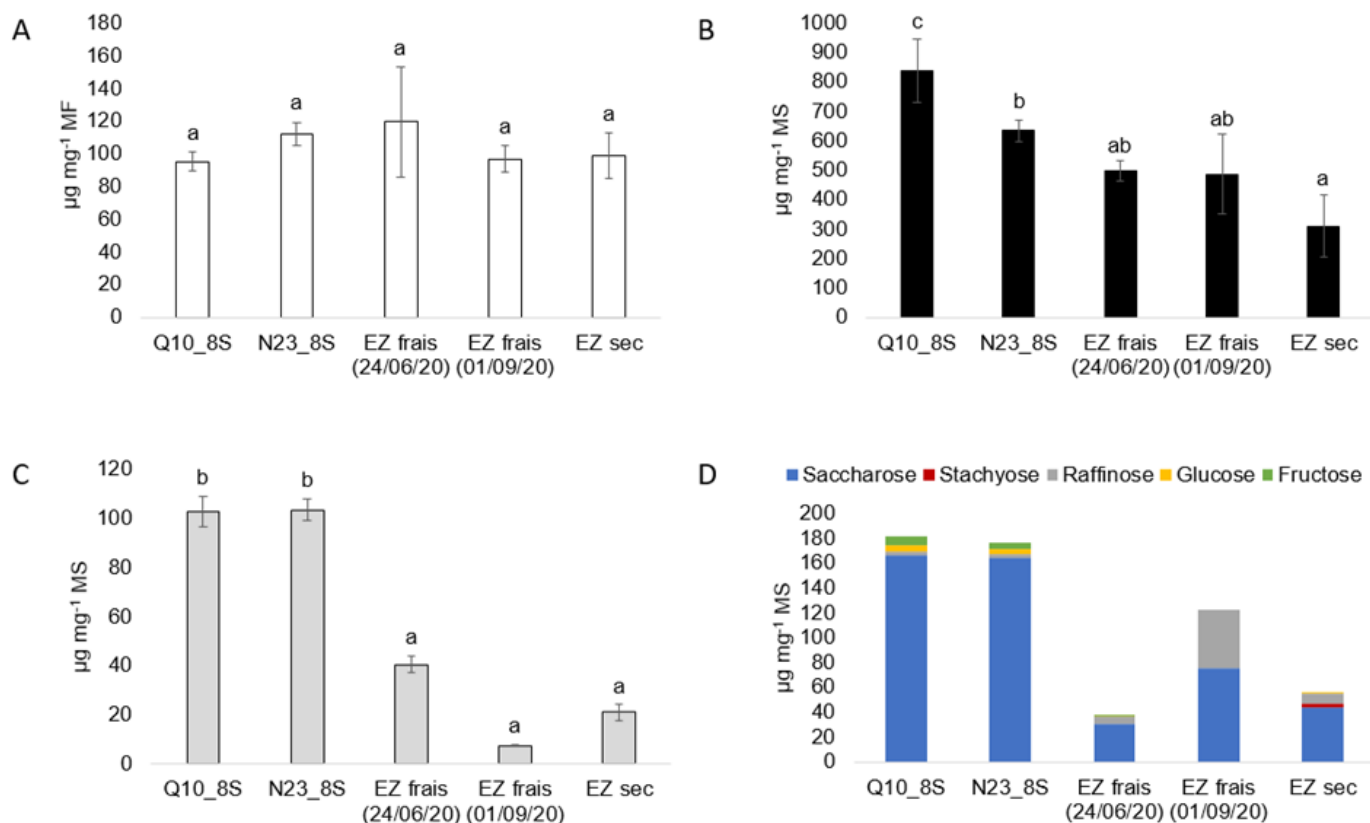 A
µg mg⁻¹ MF
180
160
140
120
100
80
60
40
20
0
a
a
a
a
a
Q10_8S N23_8S EZ frais EZ frais EZ sec
(24/06/20) (01/09/20)
B
µg mg⁻¹ MS
1000
900
800
700
600
500
400
300
200
100
0
c
b
ab
ab
a
Q10_8S N23_8S EZ frais EZ frais EZ sec
(24/06/20) (01/09/20)
C
µg mg⁻¹ MS
120
100
80
60
40
20
0
b
b
a
a
a
Q10_8S N23_8S EZ frais EZ frais EZ sec
(24/06/20) (01/09/20)
D
Saccharose Stachyose Raffinose Glucose Fructose
µg mg⁻¹ MS
200
180
160
140
120
100
80
60
40
20
0
Q10_8S N23_8S EZ frais EZ frais EZ sec
(24/06/20) (01/09/20)